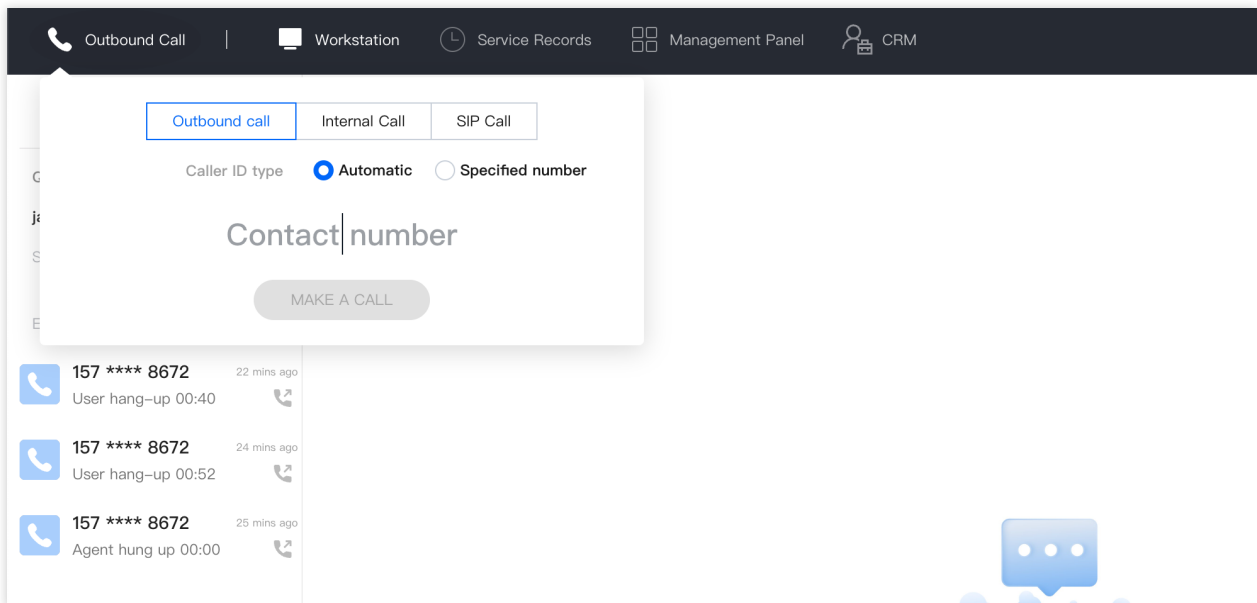 Outbound Call | Workstation Service Records Management Panel CRM
Outbound call Internal Call SIP Call
Caller ID type Automatic Specified number
Contact number
MAKE A CALL
157 **** 8672 22 mins ago
User hang-up 00:40
157 **** 8672 24 mins ago
User hang-up 00:52
157 **** 8672 25 mins ago
Agent hung up 00:00